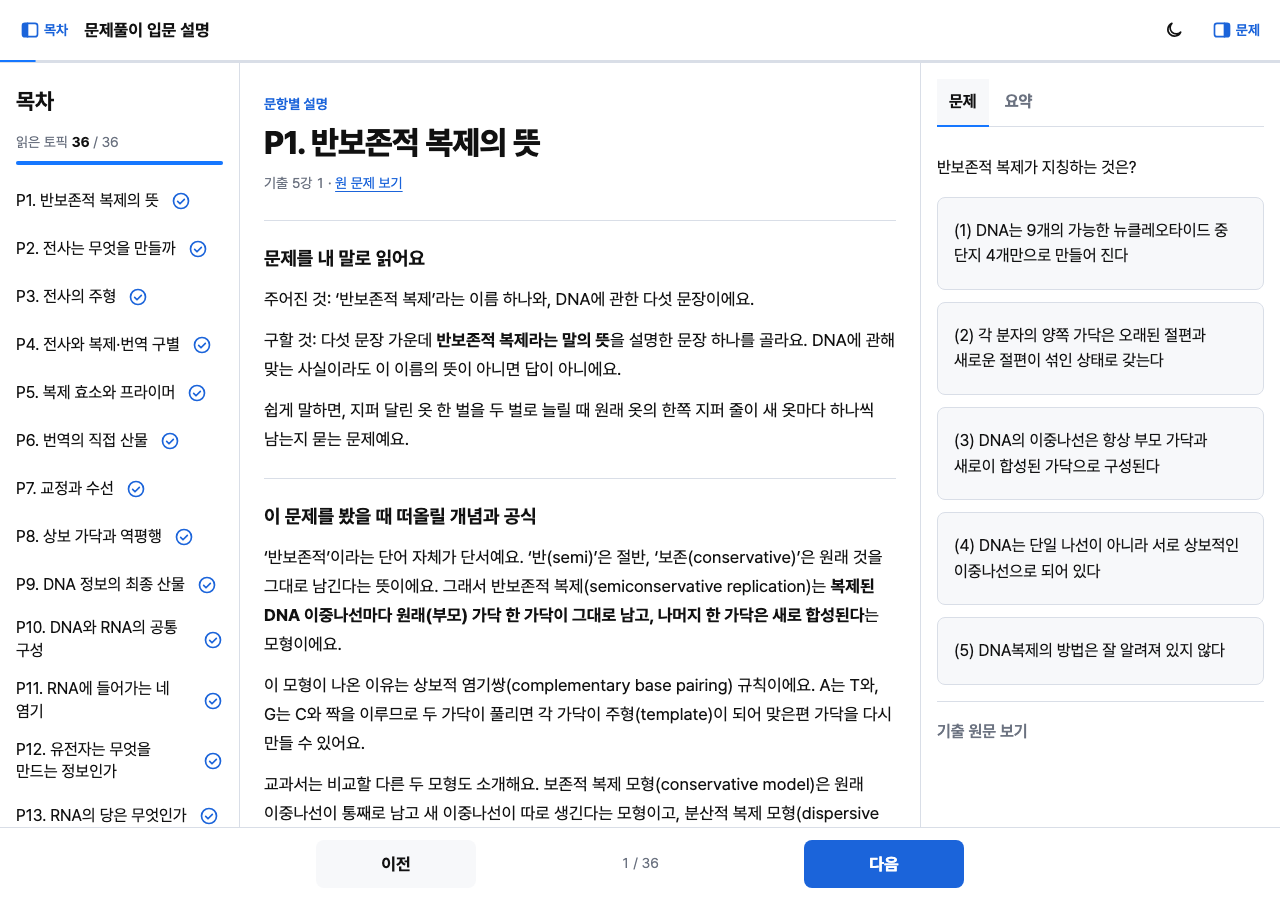 목차
문제풀이 입문 설명
문제
목차
읽은 토픽 36 / 36
P1. 반보존적 복제의 뜻
P2. 전사는 무엇을 만들까
P3. 전사의 주형
P4. 전사와 복제·번역 구별
P5. 복제 효소와 프라이머
P6. 번역의 직접 산물
P7. 교정과 수선
P8. 상보 가닥과 역평행
P9. DNA 정보의 최종 산물
P10. DNA와 RNA의 공통
구성
P11. RNA에 들어가는 네
염기
P12. 유전자는 무엇을
만드는 정보인가
P13. RNA의 당은 무엇인가
문항별 설명
P1. 반보존적 복제의 뜻
기출 5강 1 · 원 문제 보기
문제를 내 말로 읽어요
주어진 것: ‘반보존적 복제’라는 이름 하나와, DNA에 관한 다섯 문장이에요.
구할 것: 다섯 문장 가운데 반보존적 복제라는 말의 뜻을 설명한 문장 하나를 골라요. DNA에 관해
맞는 사실이라도 이 이름의 뜻이 아니면 답이 아니에요.
쉽게 말하면, 지퍼 달린 옷 한 벌을 두 벌로 늘릴 때 원래 옷의 한쪽 지퍼 줄이 새 옷마다 하나씩
남는지 묻는 문제예요.
이 문제를 봤을 때 떠올릴 개념과 공식
‘반보존적’이라는 단어 자체가 단서예요. ‘반(semi)’은 절반, ‘보존(conservative)’은 원래 것을
그대로 남긴다는 뜻이에요. 그래서 반보존적 복제(semiconservative replication)는 복제된
DNA 이중나선마다 원래(부모) 가닥 한 가닥이 그대로 남고, 나머지 한 가닥은 새로 합성된다는
모형이에요.
이 모형이 나온 이유는 상보적 염기쌍(complementary base pairing) 규칙이에요. A는 T와,
G는 C와 짝을 이루므로 두 가닥이 풀리면 각 가닥이 주형(template)이 되어 맞은편 가닥을 다시
만들 수 있어요.
교과서는 비교할 다른 두 모형도 소개해요. 보존적 복제 모형(conservative model)은 원래
이중나선이 통째로 남고 새 이중나선이 따로 생긴다는 모형이고, 분산적 복제 모형(dispersive
문제
요약
반보존적 복제가 지칭하는 것은?
(1) DNA는 9개의 가능한 뉴클레오타이드 중
단지 4개만으로 만들어 진다
(2) 각 분자의 양쪽 가닥은 오래된 절편과
새로운 절편이 섞인 상태로 갖는다
(3) DNA의 이중나선은 항상 부모 가닥과
새로이 합성된 가닥으로 구성된다
(4) DNA는 단일 나선이 아니라 서로 상보적인
이중나선으로 되어 있다
(5) DNA복제의 방법은 잘 알려져 있지 않다
기출 원문 보기
이전
1 / 36
다음